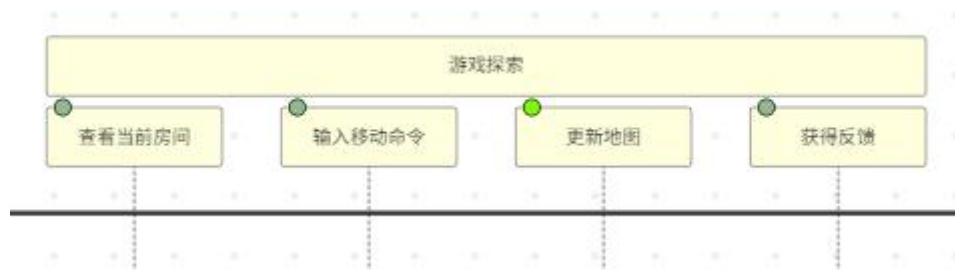 游戏探索
查看当前房间
输入移动命令
更新地图
获得反馈